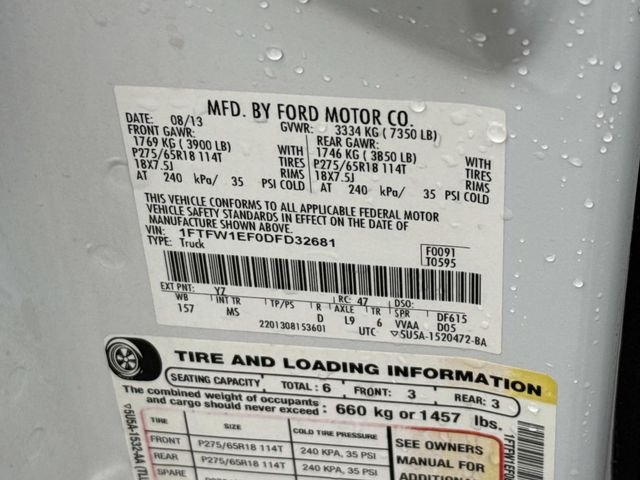 MFD. BY FORD MOTOR CO.
DATE: 08/13 GVWR: 3334 KG (7350 LB)
FRONT GAWR: REAR GAWR:
1769 KG (3900 LB) WITH 1746 KG (3850 LB) WITH
P275/65R18 114T TIRES P275/65R18 114T TIRES
18X7.5J RIMS 18X7.5J RIMS
AT 240 kPa/ 35 PSI COLD AT 240 kPa/ 35 PSI COLD
THIS VEHICLE CONFORMS TO ALL APPLICABLE FEDERAL MOTOR
VEHICLE SAFETY STANDARDS IN EFFECT ON THE DATE OF
MANUFACTURE SHOWN ABOVE.
VIN: 1FTFW1EF0DFD32681 F0091
TYPE: Truck T0595
EXT PNT: YZ RC: 47 DSO:
WB INT TR TP/PS R AXLE TR SPR DF615
157 MS D L9 6 VVAA D05
2201308153601 UTC ▽5U5A-1520472-BA
TIRE AND LOADING INFORMATION
SEATING CAPACITY TOTAL: 6 FRONT: 3 REAR: 3
The combined weight of occupants
and cargo should never exceed : 660 kg or 1457 lbs.
TIRE SIZE COLD TIRE PRESSURE SEE OWNERS
FRONT P275/65R18 114T 240 KPA, 35 PSI MANUAL FOR
REAR P275/65R18 114T 240 KPA, 35 PSI ADDITIONAL
SPARE
5U5A-1532-AA
1FTFW1EF0